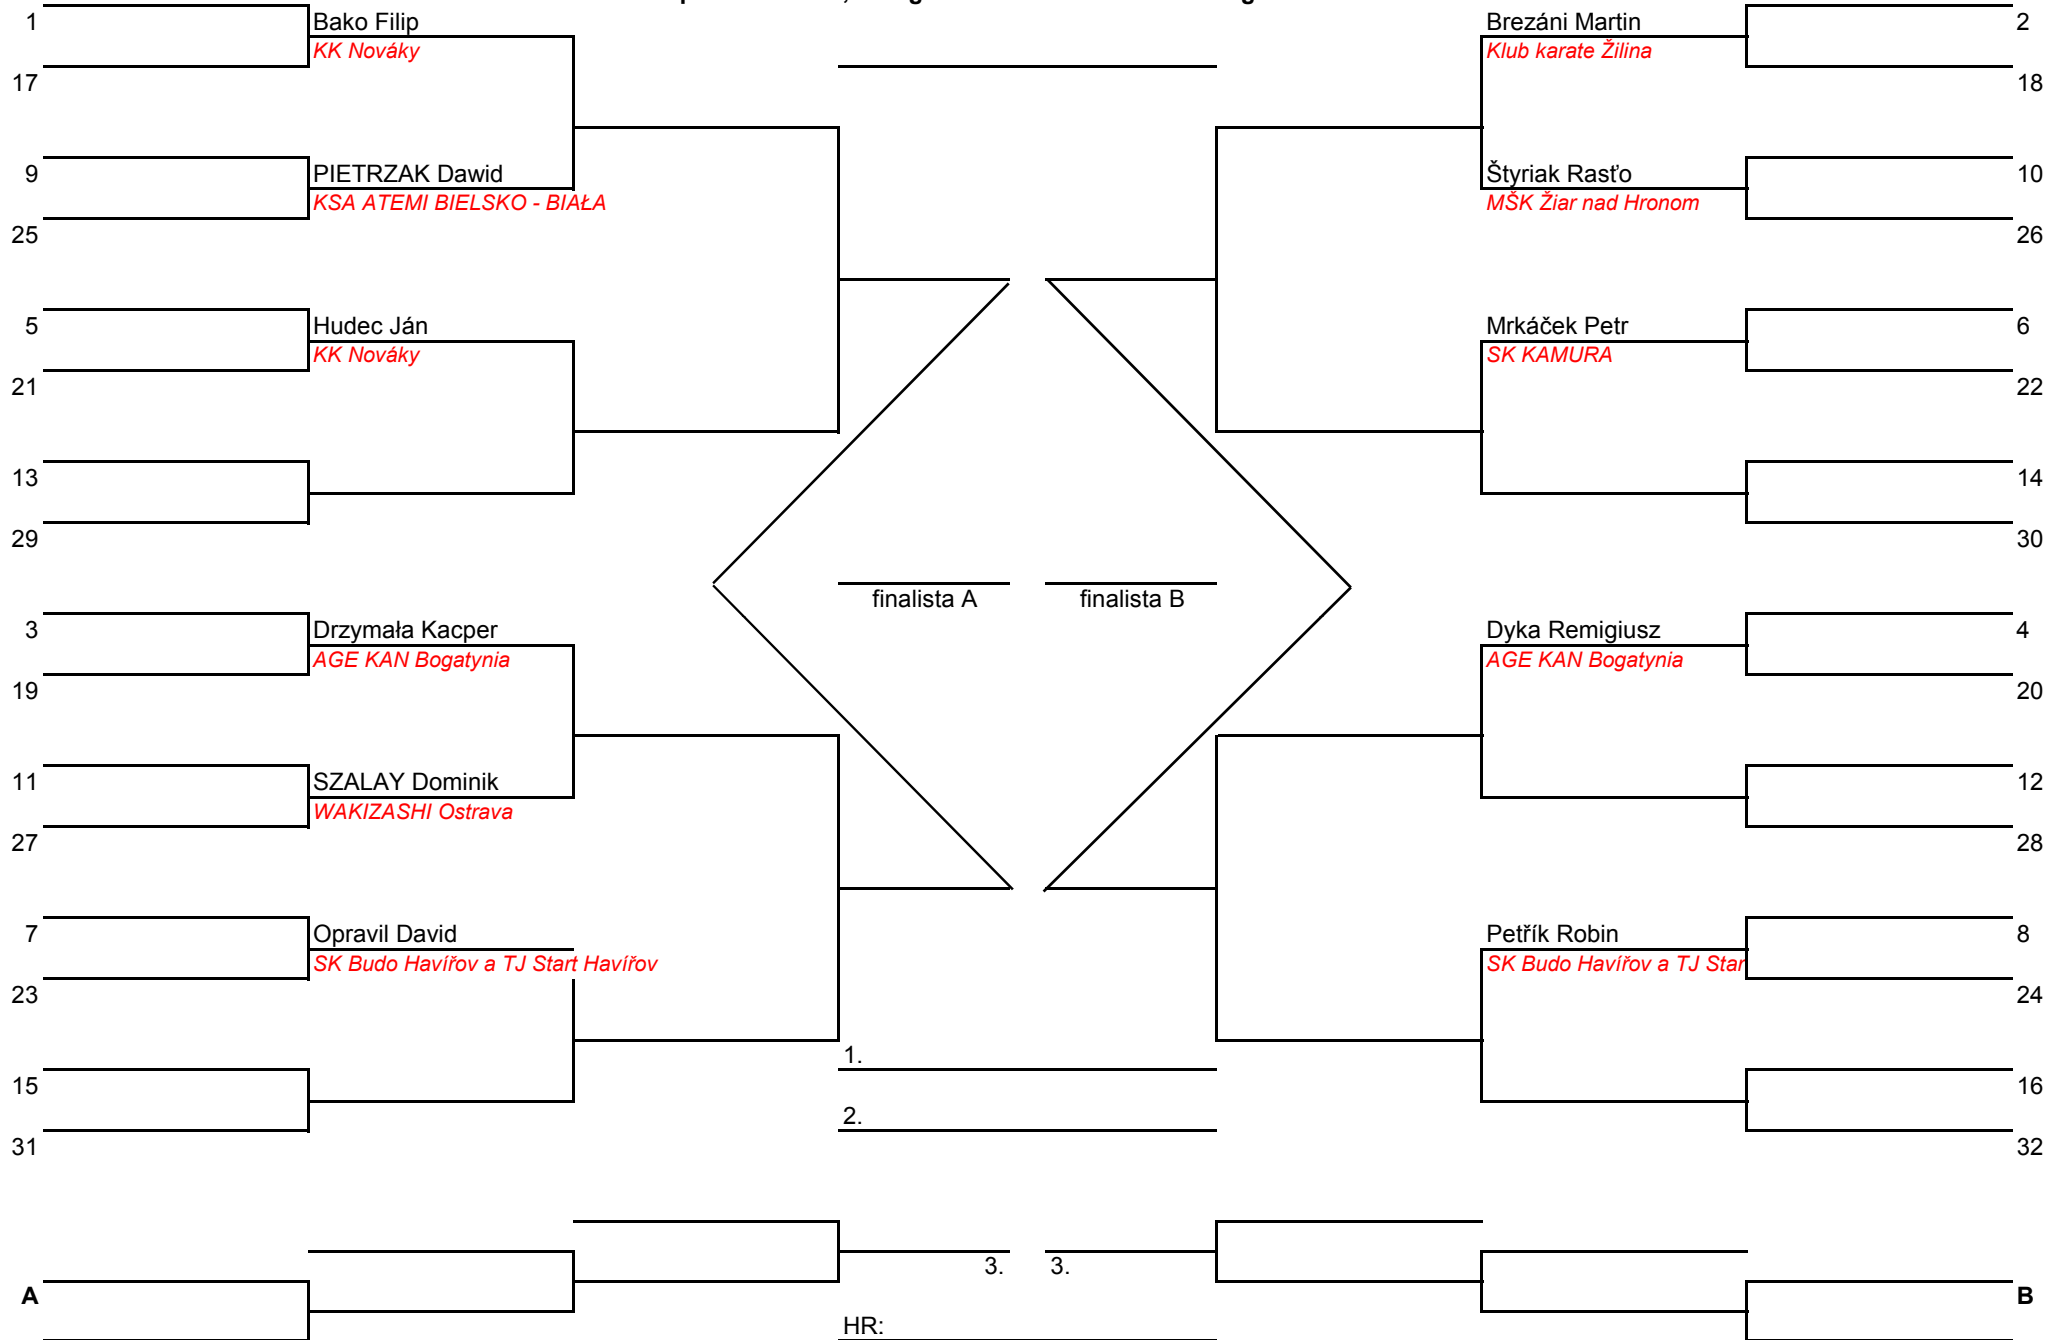 1
Bako Filip
KK Nováky
17
9
PIETRZAK Dawid
KSA ATEMI BIELSKO - BIAŁA
25
5
Hudec Ján
KK Nováky
21
13
29
3
Drzymała Kacper
AGE KAN Bogatynia
19
11
SZALAY Dominik
WAKIZASHI Ostrava
27
7
Opravil David
SK Budo Havířov a TJ Start Havířov
23
15
31
A
finalista A
finalista B
1.
2.
3.
3.
HR:
Brezáni Martin
2
Klub karate Žilina
18
Štyriak Rasťo
10
MŠK Žiar nad Hronom
26
Mrkáček Petr
6
SK KAMURA
22
14
30
Dyka Remigiusz
4
AGE KAN Bogatynia
20
12
28
Petřík Robin
8
SK Budo Havířov a TJ Star
24
16
32
B